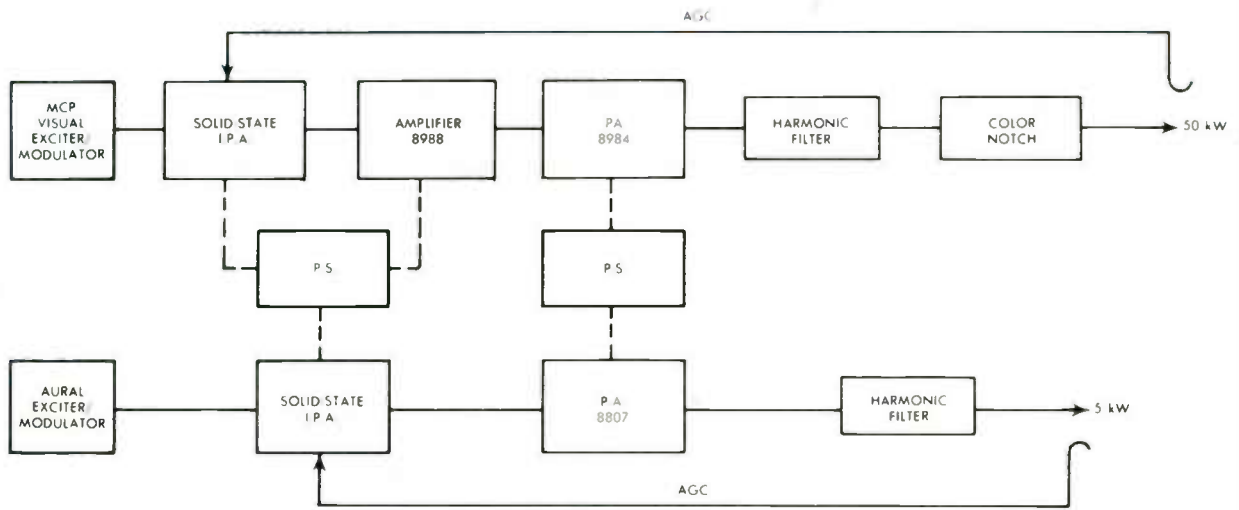 AGC
MCP
VISUAL
EXCITER
MODULATOR
SOLID STATE
I.P.A
AMPLIFIER
8988
PA
8984
HARMONIC
FILTER
COLOR
NOTCH
50 kW
P S
P S
AURAL
EXCITER
MODULATOR
SOLID STATE
I P A
P A
8807
HARMONIC
FILTER
5 kW
AGC